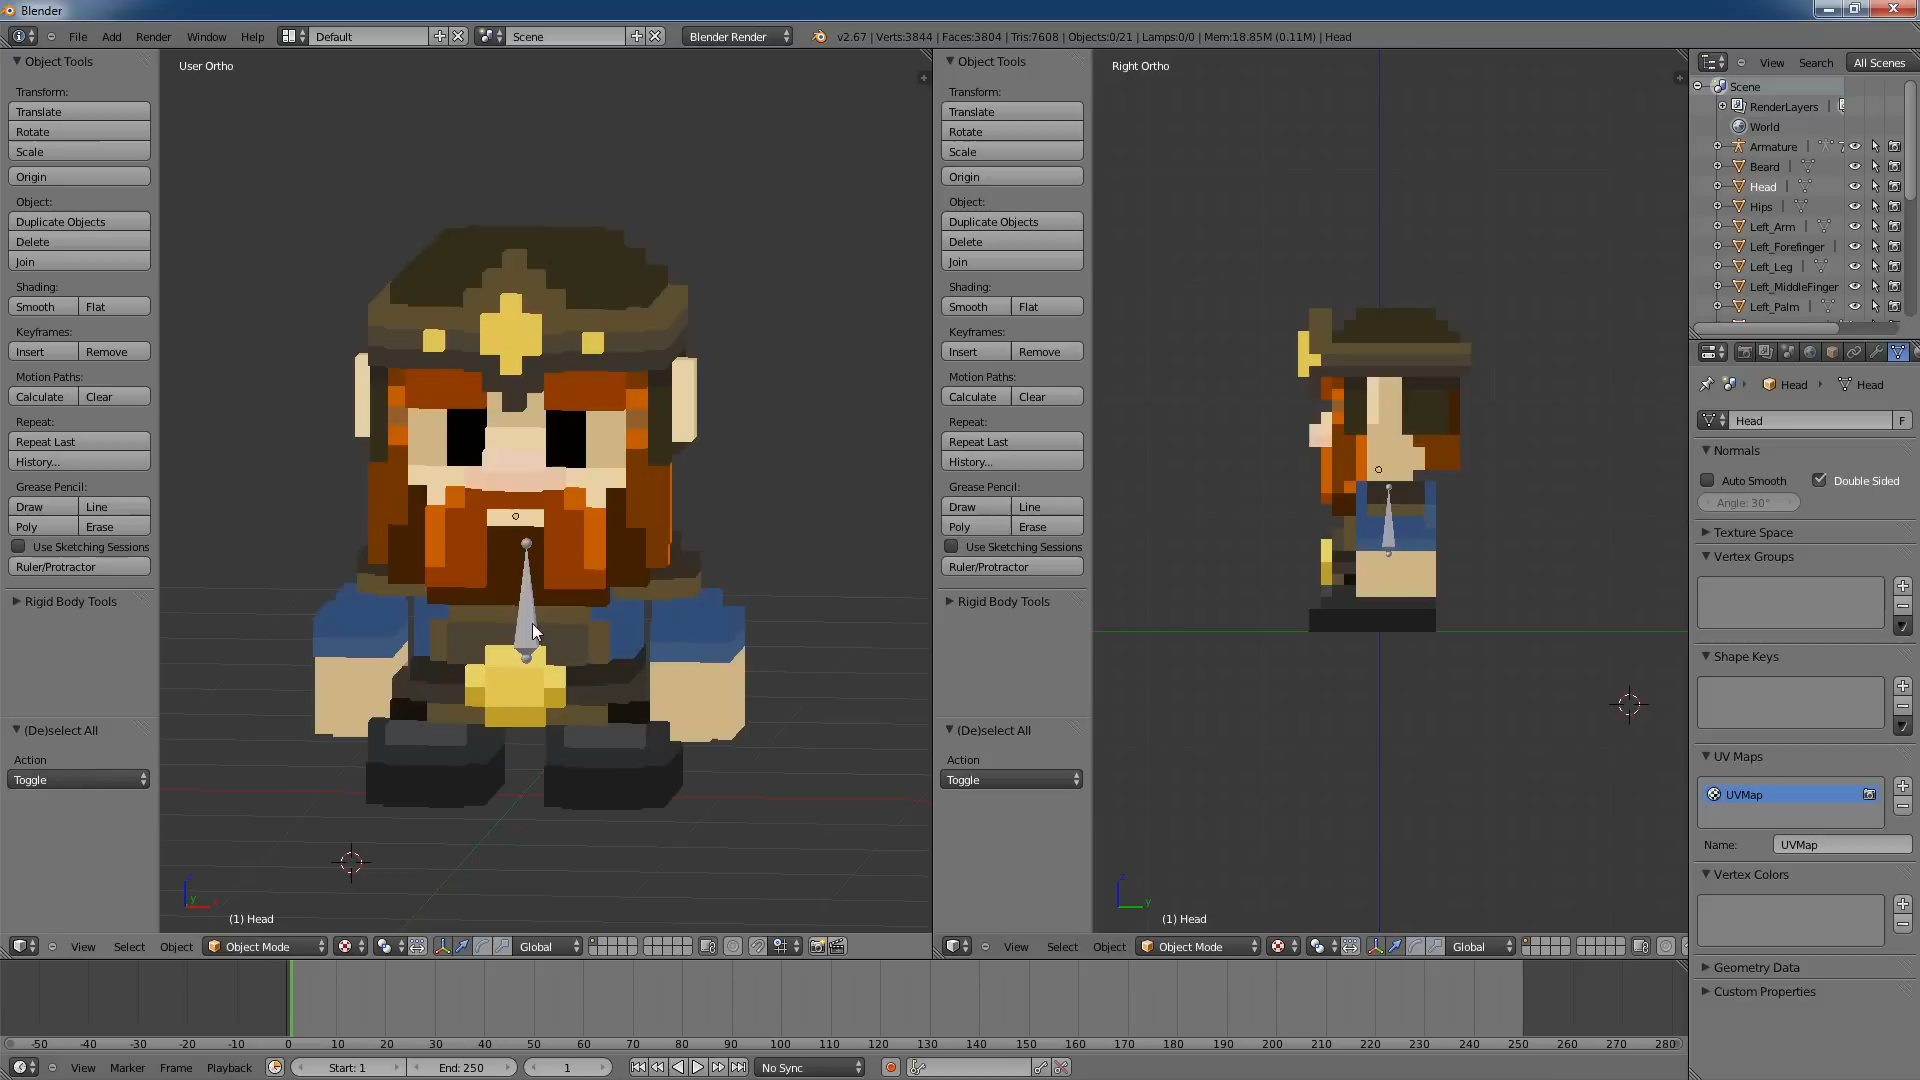 Blender
File Add Render Window Help Default Scene Blender Render v2.67 | Verts:3844 | Faces:3804 | Tris:7608 | Objects:0/21 | Lamps:0/0 | Mem:18.85M (0.11M) | Head
Object Tools
Transform:
Translate
Rotate
Scale
Origin
Object:
Duplicate Objects
Delete
Join
Shading:
Smooth Flat
Keyframes:
Insert Remove
Motion Paths:
Calculate Clear
Repeat:
Repeat Last
History...
Grease Pencil:
Draw Line
Poly Erase
Use Sketching Sessions
Ruler/Protractor
Rigid Body Tools
(De)select All
Action
Toggle
User Ortho
z
y x
(1) Head
View Select Object Object Mode Global
Object Tools
Transform:
Translate
Rotate
Scale
Origin
Object:
Duplicate Objects
Delete
Join
Shading:
Smooth Flat
Keyframes:
Insert Remove
Motion Paths:
Calculate Clear
Repeat:
Repeat Last
History...
Grease Pencil:
Draw Line
Poly Erase
Use Sketching Sessions
Ruler/Protractor
Rigid Body Tools
(De)select All
Action
Toggle
Right Ortho
z
y
(1) Head
View Select Object Object Mode Global
View Search All Scenes
Scene
RenderLayers |
World
Armature |
Beard |
Head |
Hips |
Left_Arm |
Left_Forefinger
Left_Leg |
Left_MiddleFinger
Left_Palm |
Head Head
Head F
Normals
Auto Smooth Double Sided
Angle: 30°
Texture Space
Vertex Groups
Shape Keys
UV Maps
UVMap
Name: UVMap
Vertex Colors
Geometry Data
Custom Properties
-50 -40 -30 -20 -10 0 10 20 30 40 50 60 70 80 90 100 110 120 130 140 150 160 170 180 190 200 210 220 230 240 250 260 270 280
View Marker Frame Playback Start: 1 End: 250 1 No Sync